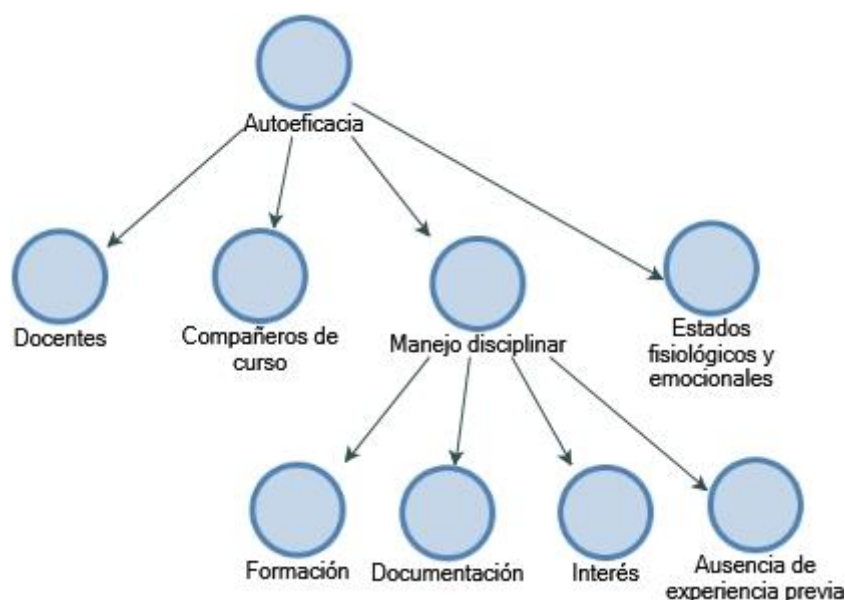 Autoeficacia
Docentes
Compañeros de
curso
Manejo disciplinar
Estados
fisiológicos y
emocionales
Formación
Documentación
Interés
Ausencia de
experiencia previa